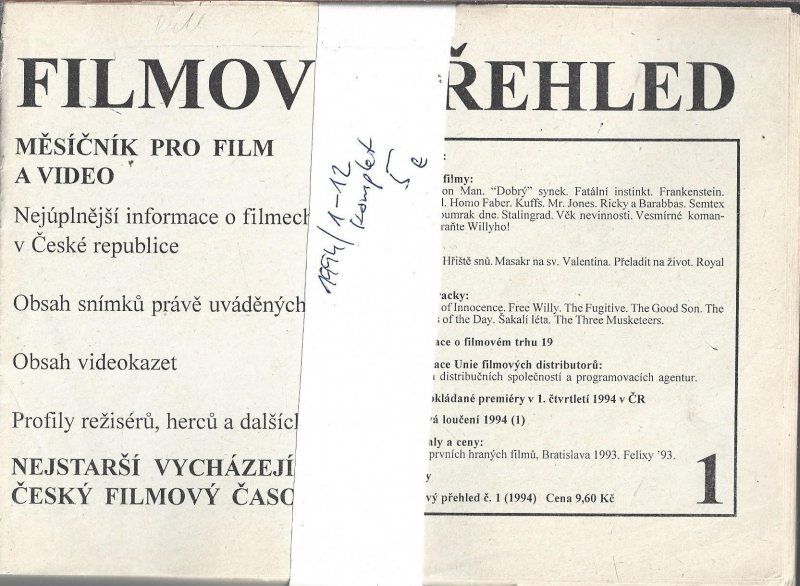 FILMOV ŘEHLED
MĚSÍČNÍK PRO FILM
A VIDEO
Nejúplnější informace o filmech
v České republice
Obsah snímků právě uváděných
Obsah videokazet
Profily režisérů, herců a dalších
NEJSTARŠÍ VYCHÁZEJÍ
ČESKÝ FILMOVÝ ČASO
1994/1-12
komplet
5 e
:
filmy:
on Man. “Dobrý” synek. Fatální instinkt. Frankenstein.
l. Homo Faber. Kuffs. Mr. Jones. Ricky a Barabbas. Semtex
oumrak dne. Stalingrad. Věk nevinnosti. Vesmírné koman-
raňte Willyho!
Hřiště snů. Masakr na sv. Valentina. Přeladit na život. Royal
racky:
of Innocence. Free Willy. The Fugitive. The Good Son. The
s of the Day. Šakalí léta. The Three Musketeers.
ace o filmovém trhu 19
ace Unie filmových distributorů:
distribučních společností a programovacích agentur.
okládané premiéry v 1. čtvrtletí 1994 v ČR
vá loučení 1994 (1)
aly a ceny:
prvních hraných filmů, Bratislava 1993. Felixy ’93.
y
vý přehled č. 1 (1994) Cena 9,60 Kč
1